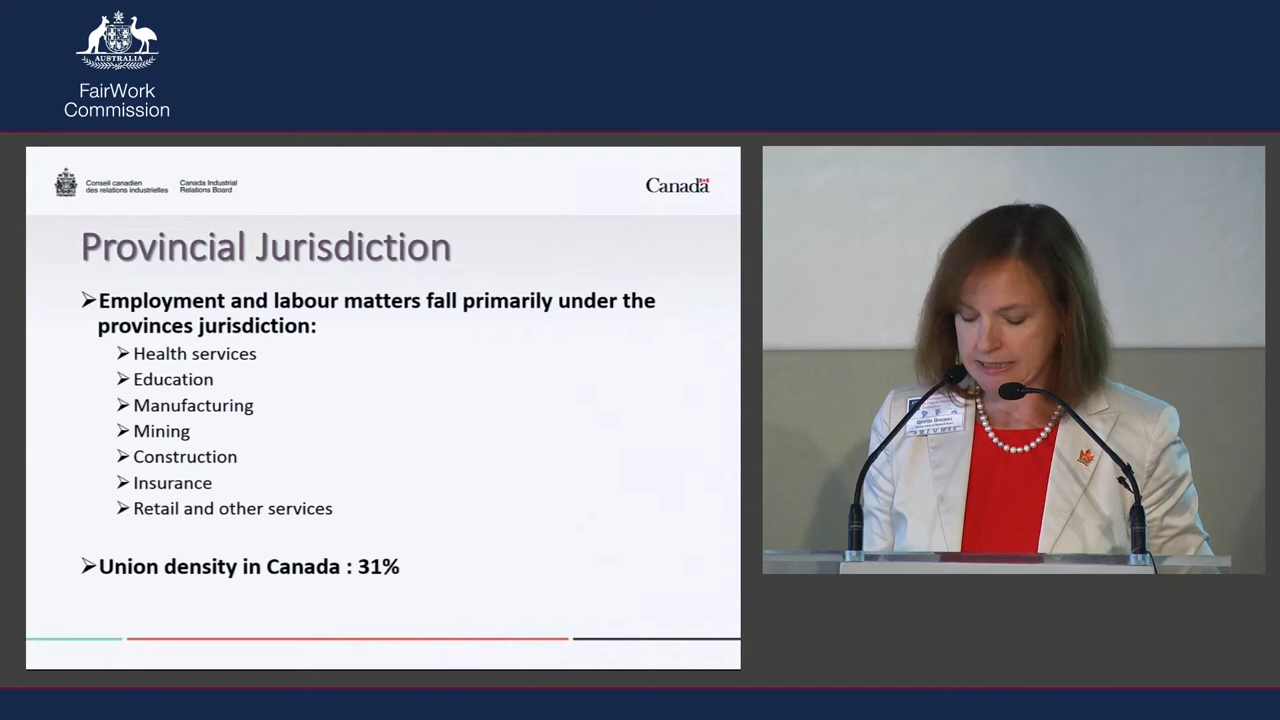 AUSTRALIA
FairWork
Commission
Conseil canadien
des relations industrielles
Canada Industrial
Relations Board
Canada
Provincial Jurisdiction
➢Employment and labour matters fall primarily under the
provinces jurisdiction:
➢Health services
➢Education
➢Manufacturing
➢Mining
➢Construction
➢Insurance
➢Retail and other services
➢Union density in Canada : 31%